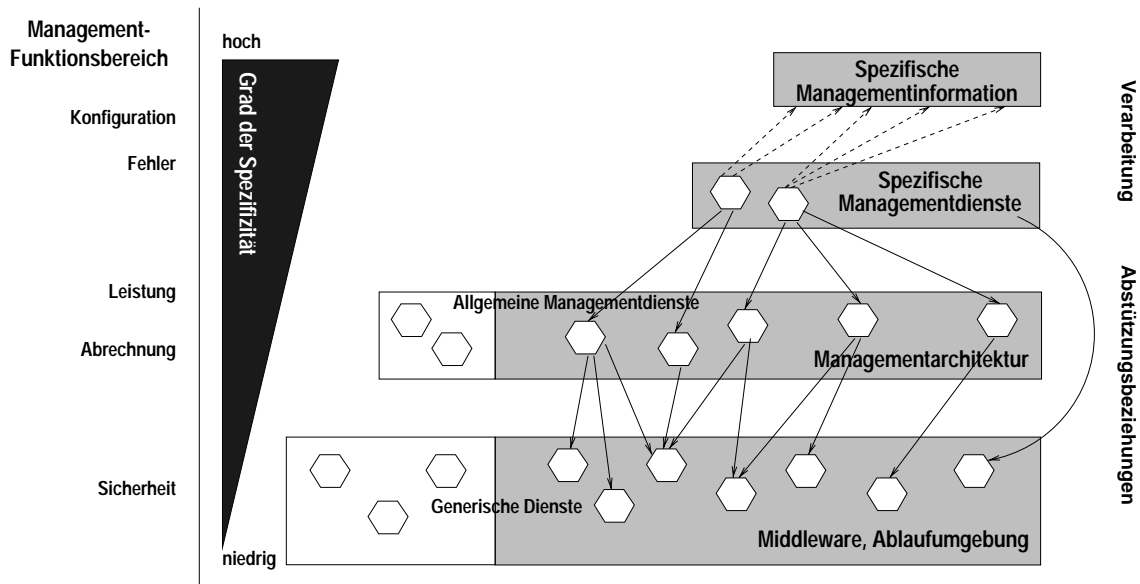 Management-
Funktionsbereich
Konfiguration
Fehler
Leistung
Abrechnung
Sicherheit
hoch
Grad der Spezifizität
niedrig
Spezifische
Managementinformation
Spezifische
Managementdienste
Allgemeine Managementdienste
Managementarchitektur
Generische Dienste
Middleware, Ablaufumgebung
Verarbeitung
Abstützungsbeziehungen